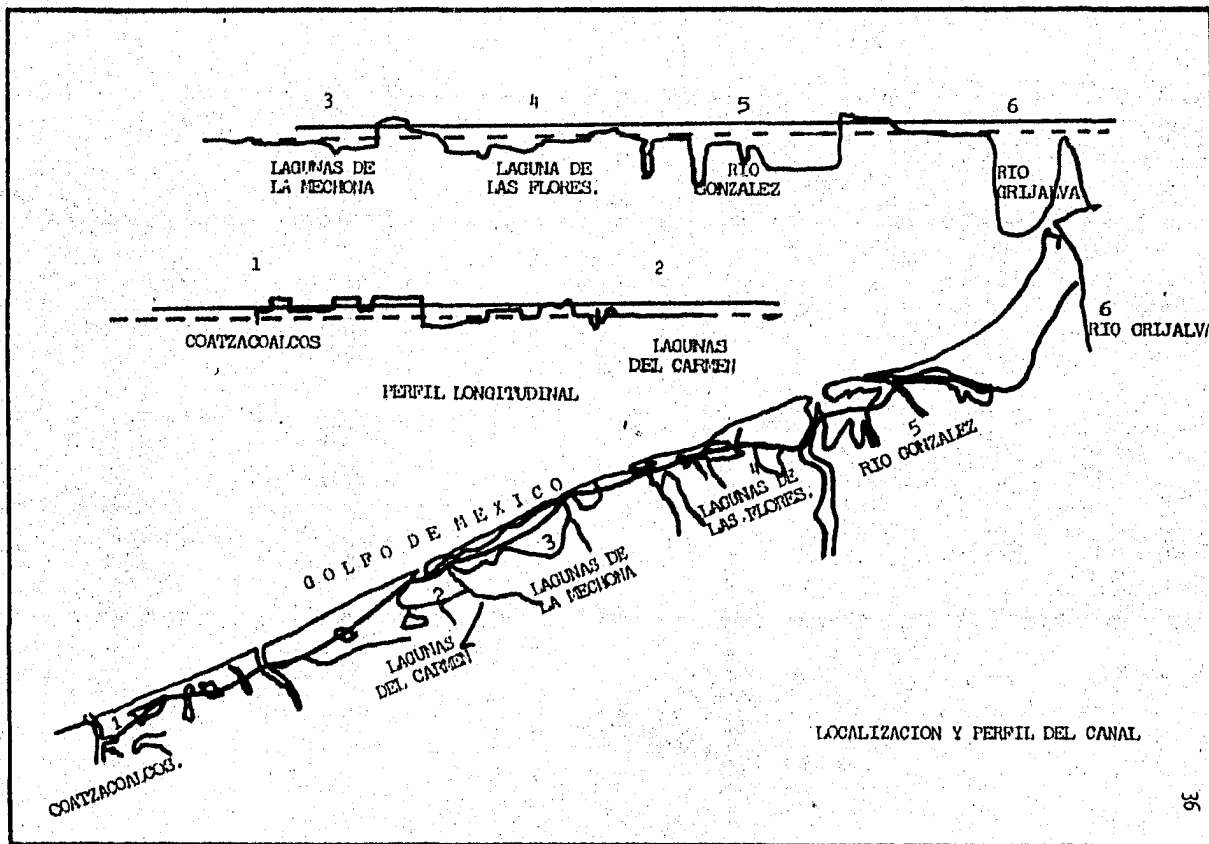 3 4 5 6
LAGUNAS DE
LA MECHONA
LAGUNA DE
LAS FLORES.
RIO
GONZALEZ
RIO
GRIJALVA
1 2
COATZACOALCOS
LAGUNAS
DEL CARMEN
PERFIL LONGITUDINAL
6
RIO GRIJALVA
5
RIO GONZALEZ
4
LAGUNAS DE
LAS FLORES.
GOLFO DE MEXICO
3
LAGUNAS DE
LA MECHONA
2
LAGUNAS
DEL CARMEN
1
COATZACOALCOS.
LOCALIZACION Y PERFIL DEL CANAL
36